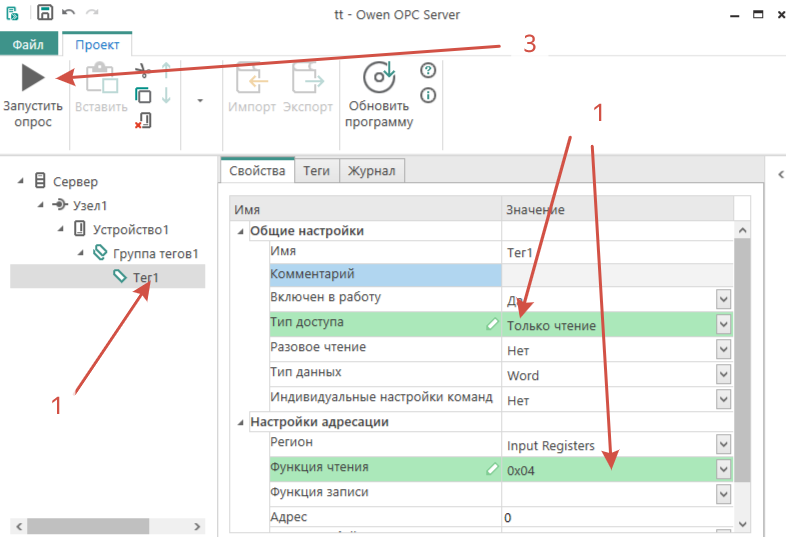 tt - Owen OPC Server
Файл Проект
3
Запустить опрос
Вставить
Импорт Экспорт
Обновить программу
1
Сервер
Узел1
Устройство1
Группа тегов1
Тег1
1
Свойства Теги Журнал
Имя Значение
Общие настройки
Имя Тег1
Комментарий
Включен в работу Да
Тип доступа Только чтение
Разовое чтение Нет
Тип данных Word
Индивидуальные настройки команд Нет
Настройки адресации
Регион Input Registers
Функция чтения 0x04
Функция записи
Адрес 0